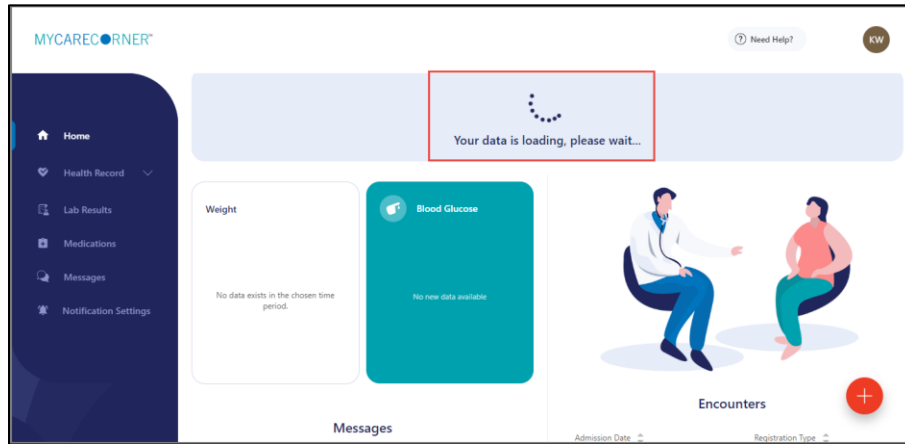 MYCARECORNER™
Need Help?
KW
Home
Health Record
Lab Results
Medications
Messages
Notification Settings
Your data is loading, please wait...
Weight
No data exists in the chosen time
period.
Blood Glucose
No new data available
Messages
Encounters
Admission Date
Registration Type